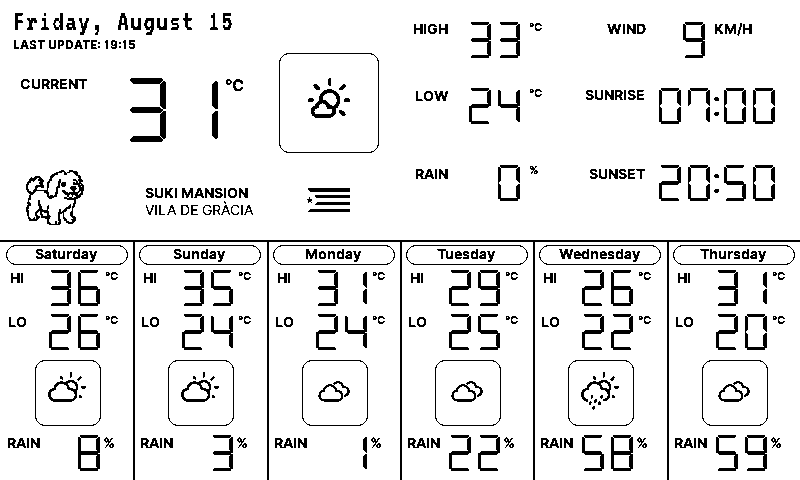 Friday, August 15
LAST UPDATE: 19:15
CURRENT 31 °C
HIGH 33 °C
WIND 9 KM/H
LOW 24 °C
SUNRISE 07:00
RAIN 0 %
SUNSET 20:50
SUKI MANSION
VILA DE GRÀCIA
Saturday
HI 36 °C
LO 26 °C
RAIN 8 %
Sunday
HI 35 °C
LO 24 °C
RAIN 3 %
Monday
HI 31 °C
LO 24 °C
RAIN 1 %
Tuesday
HI 29 °C
LO 25 °C
RAIN 22 %
Wednesday
HI 26 °C
LO 22 °C
RAIN 58 %
Thursday
HI 31 °C
LO 20 °C
RAIN 59 %